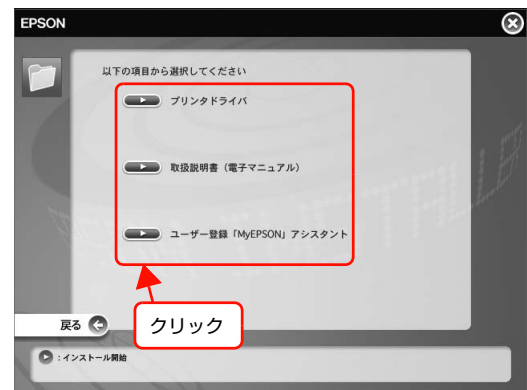 EPSON
以下の項目から選択してください
プリンタドライバ
取扱説明書（電子マニュアル）
ユーザー登録「MyEPSON」アシスタント
クリック
戻る
：インストール開始